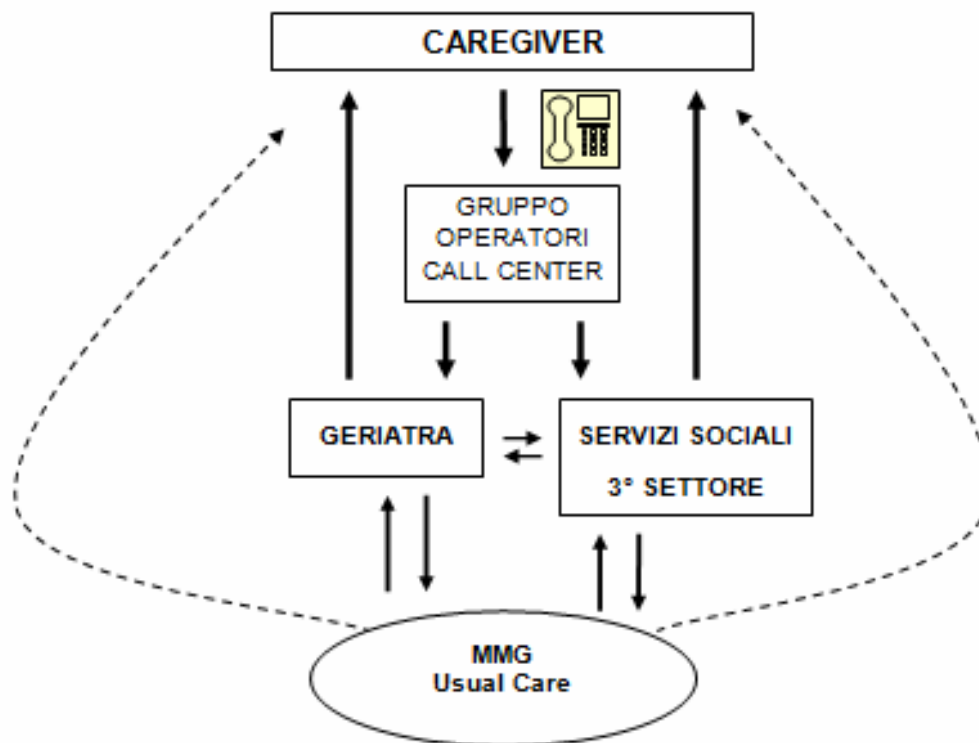 CAREGIVER
GRUPPO
OPERATORI
CALL CENTER
GERIATRA
SERVIZI SOCIALI
3° SETTORE
MMG
Usual Care